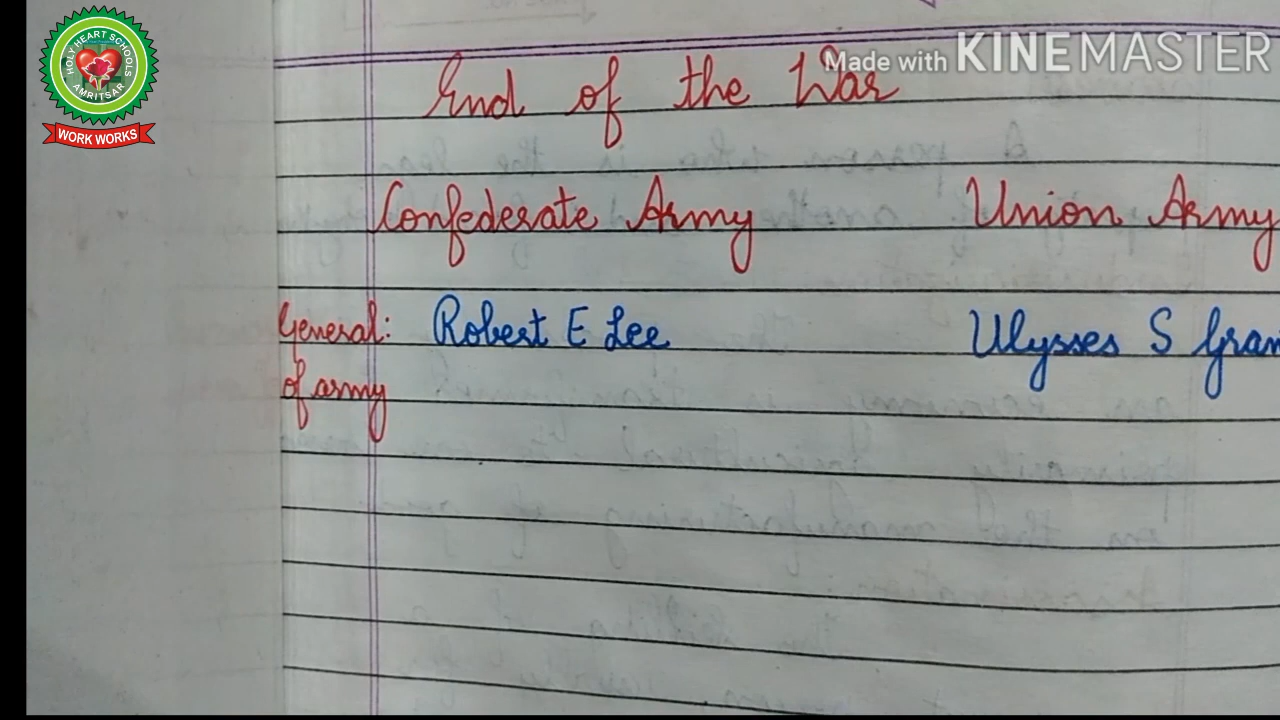 HOLY HEART SCHOOLS
AMRITSAR
WORK WORKS
Made with KINEMASTER
End of the War
Confederate Army Union Army
General: Robert E Lee Ulysses S Gran
of army